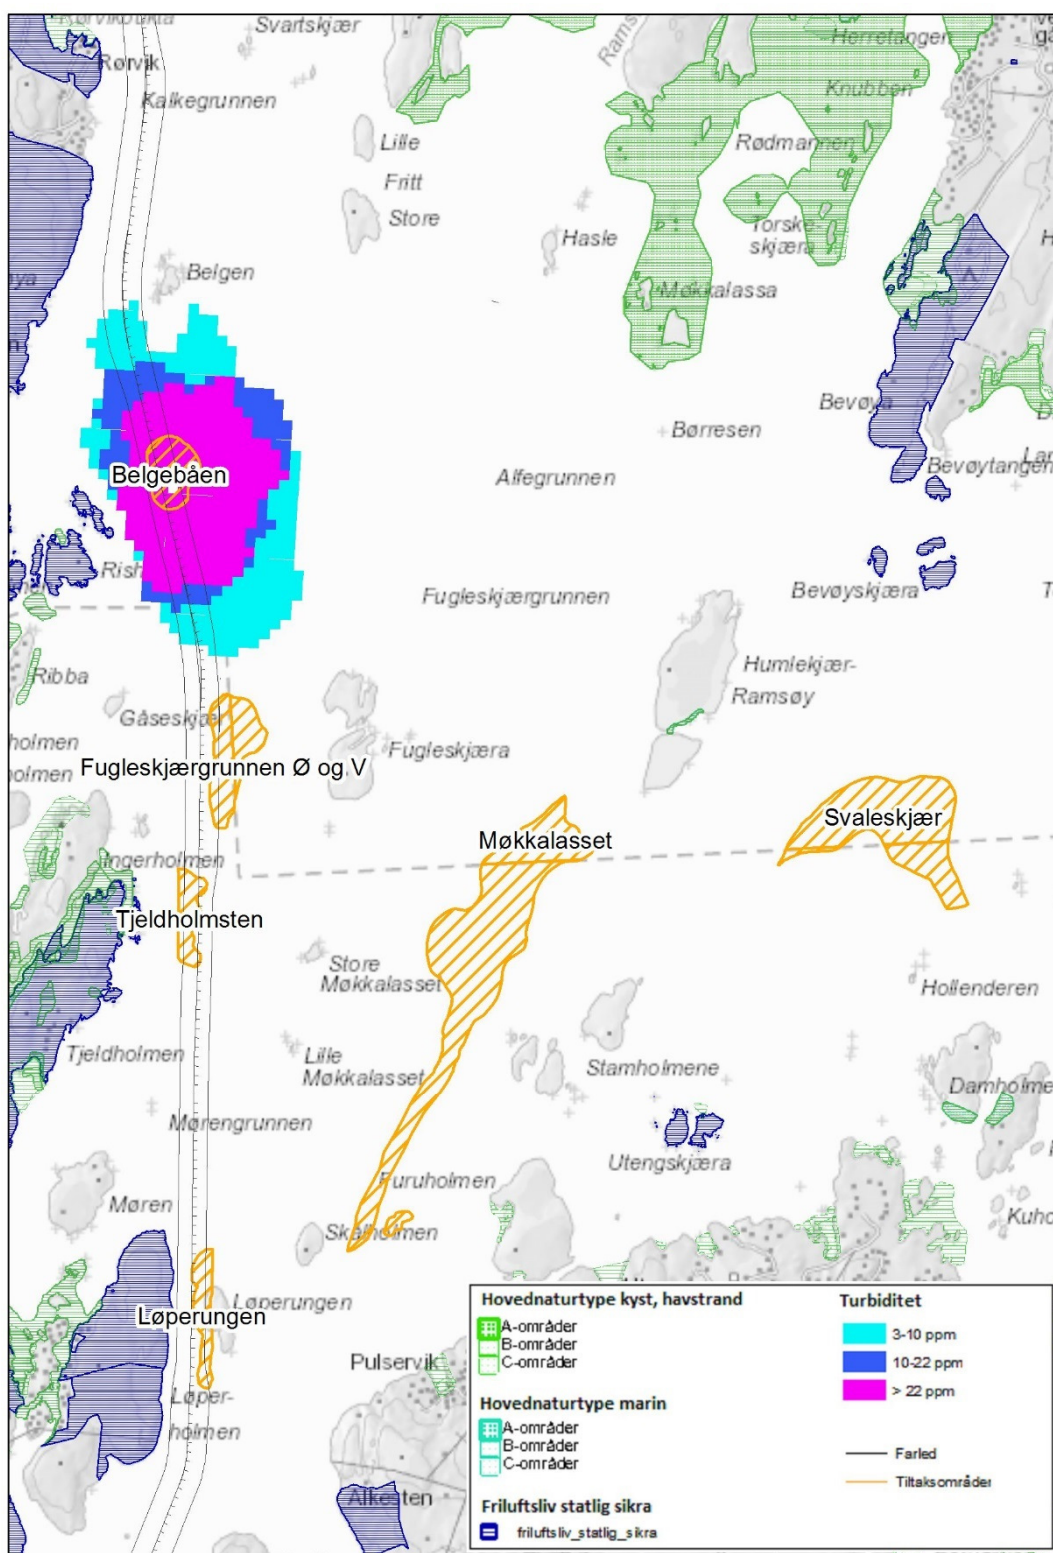 Svartskjær
Herretangen
Rørvik
Kalkegrunnen
Knubben
Lille
Rødmannen
Fritt
Store
Hasle
Torske-
skjæra
Belgen
Møkkalassa
Bevøya
Børresen
Belgebåen
Alfegrunnen
Bevøytangen
Fugleskjærgrunnen
Bevøyskjæra
Ribba
Humlekjær-
Ramsøy
Gåseskjær
Fugleskjæra
Fugleskjærgrunnen Ø og V
Møkkalasset
Svaleskjær
Tjeldholmsten
Store
Møkkalasset
Hollenderen
Tjeldholmen
Lille
Møkkalasset
Stamholmene
Mørengrunnen
Utengskjæra
Furuholmen
Møren
Skalholmen
Løperungen
Løperungen
Pulservik
Løper-
holmen
Alkesten
Hovednaturtype kyst, havstrand
A-områder
B-områder
C-områder
Hovednaturtype marin
A-områder
B-områder
C-områder
Friluftsliv statlig sikra
friluftsliv_statlig_sikra
Turbiditet
3-10 ppm
10-22 ppm
> 22 ppm
Farled
Tiltaksområder